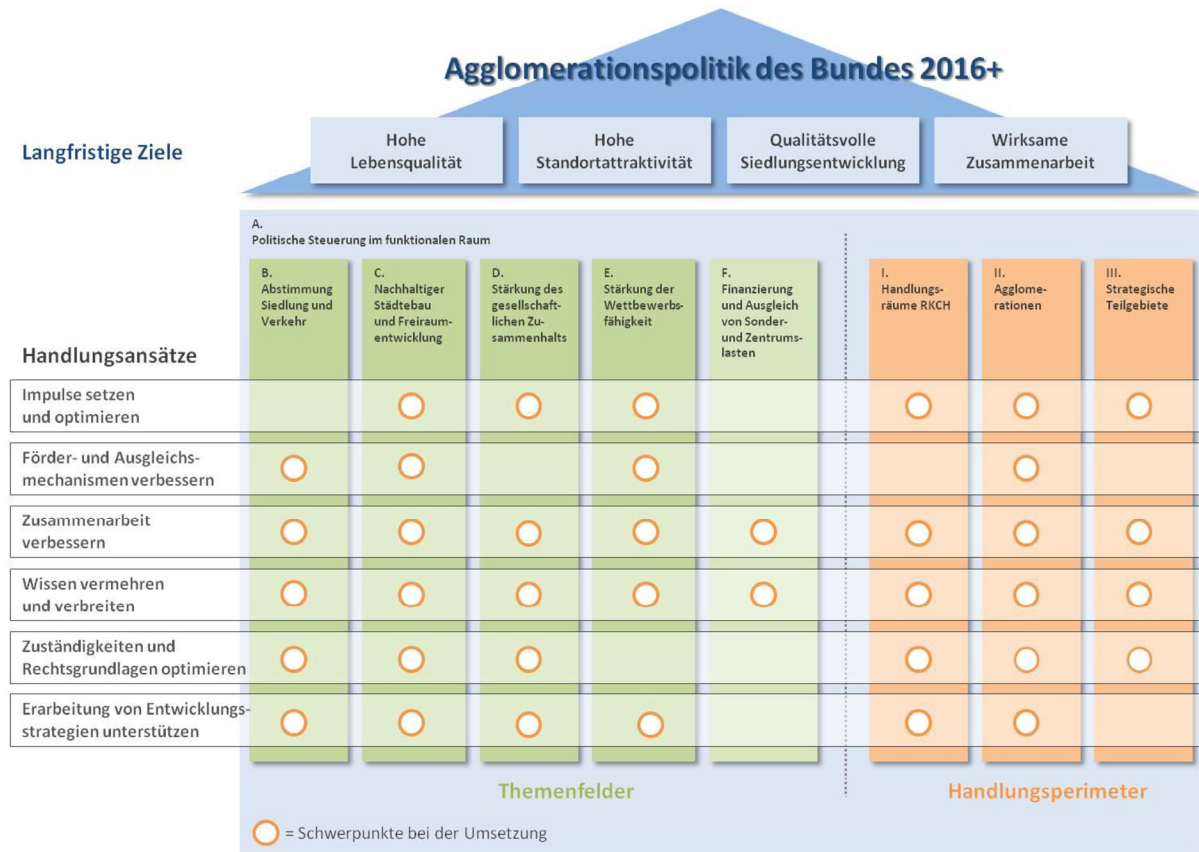 Agglomerationspolitik des Bundes 2016+
Langfristige Ziele
Hohe
Lebensqualität
Hohe
Standortattraktivität
Qualitätsvolle
Siedlungsentwicklung
Wirksame
Zusammenarbeit
A.
Politische Steuerung im funktionalen Raum
B.
Abstimmung
Siedlung und
Verkehr
C.
Nachhaltiger
Städtebau
und Freiraum-
entwicklung
D.
Stärkung des
gesellschaft-
lichen Zu-
sammenhalts
E.
Stärkung der
Wettbewerbs-
fähigkeit
F.
Finanzierung
und Ausgleich
von Sonder-
und Zentrums-
lasten
I.
Handlungs-
räume RKCH
II.
Agglome-
rationen
III.
Strategische
Teilgebiete
Handlungsansätze
Impulse setzen
und optimieren
Förder- und Ausgleichs-
mechanismen verbessern
Zusammenarbeit
verbessern
Wissen vermehren
und verbreiten
Zuständigkeiten und
Rechtsgrundlagen optimieren
Erarbeitung von Entwicklungs-
strategien unterstützen
Themenfelder
Handlungsperimeter
= Schwerpunkte bei der Umsetzung